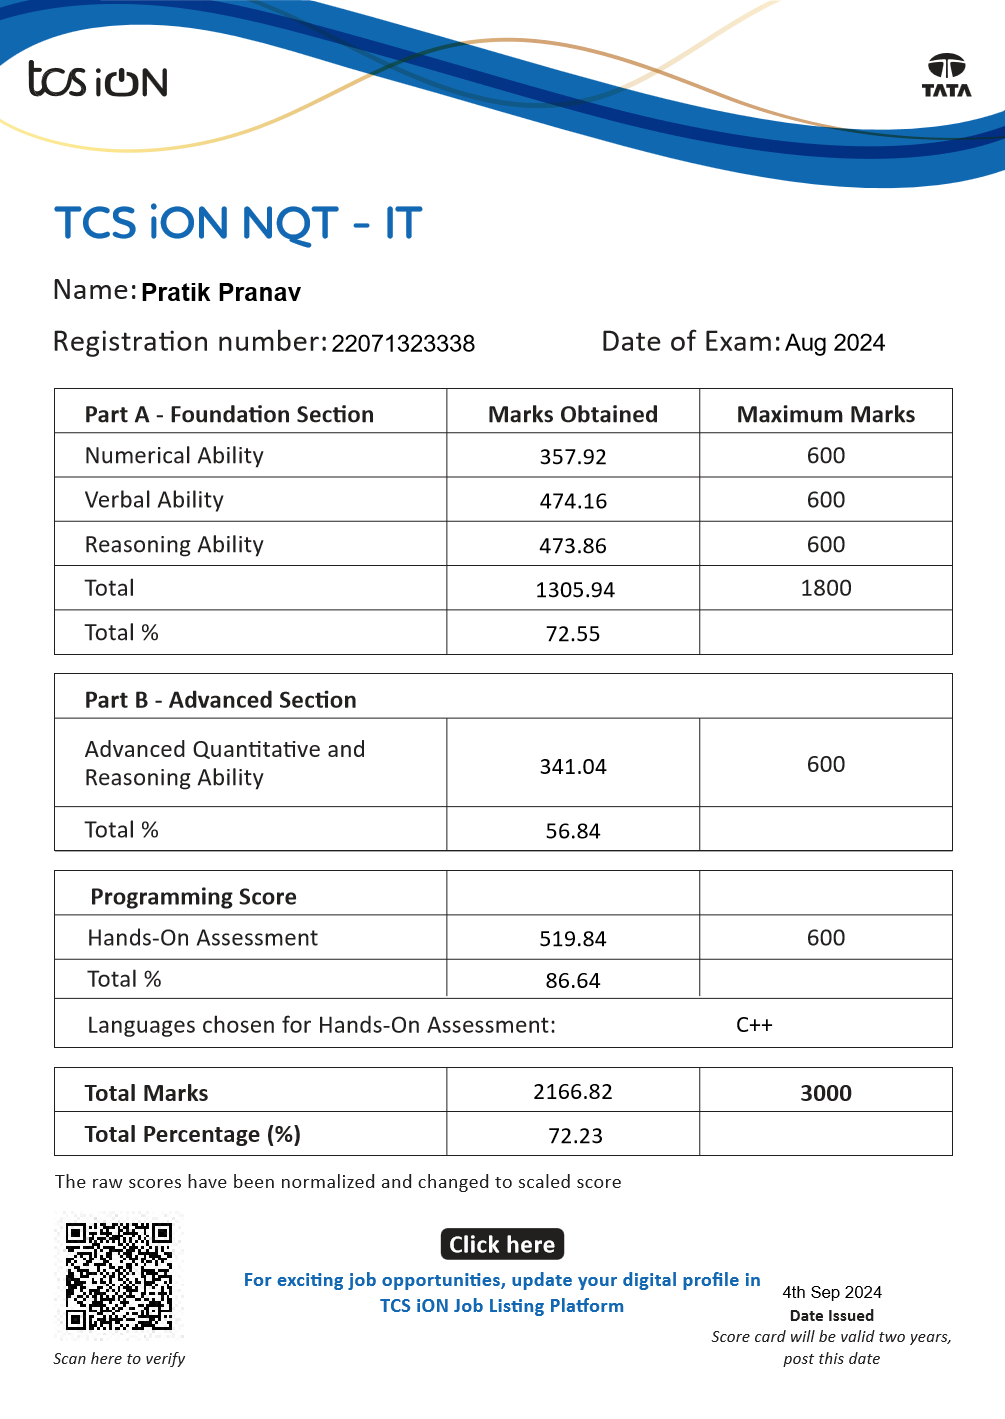 tcs iON
TATA
TCS iON NQT - IT
Name: Pratik Pranav
Registration number: 22071323338 Date of Exam: Aug 2024
Part A - Foundation Section Marks Obtained Maximum Marks
Numerical Ability 357.92 600
Verbal Ability 474.16 600
Reasoning Ability 473.86 600
Total 1305.94 1800
Total % 72.55
Part B - Advanced Section
Advanced Quantitative and
Reasoning Ability 341.04 600
Total % 56.84
Programming Score
Hands-On Assessment 519.84 600
Total % 86.64
Languages chosen for Hands-On Assessment: C++
Total Marks 2166.82 3000
Total Percentage (%) 72.23
The raw scores have been normalized and changed to scaled score
Click here
For exciting job opportunities, update your digital profile in
TCS iON Job Listing Platform
4th Sep 2024
Date Issued
Score card will be valid two years,
post this date
Scan here to verify